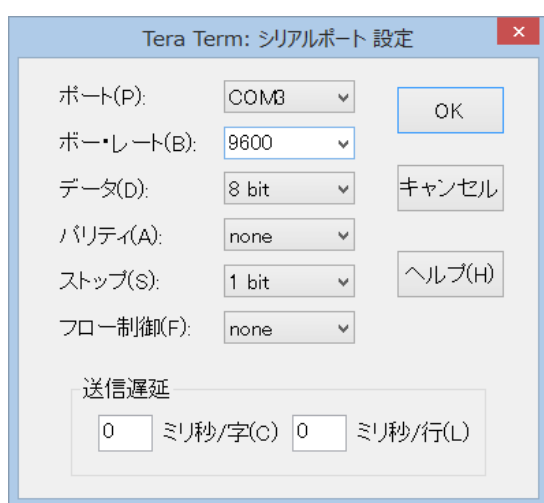 Tera Term: シリアルポート 設定
ポート(P): COM3
OK
ボー・レート(B): 9600
データ(D): 8 bit
キャンセル
パリティ(A): none
ストップ(S): 1 bit
ヘルプ(H)
フロー制御(F): none
送信遅延
0 ミリ秒/字(C) 0 ミリ秒/行(L)